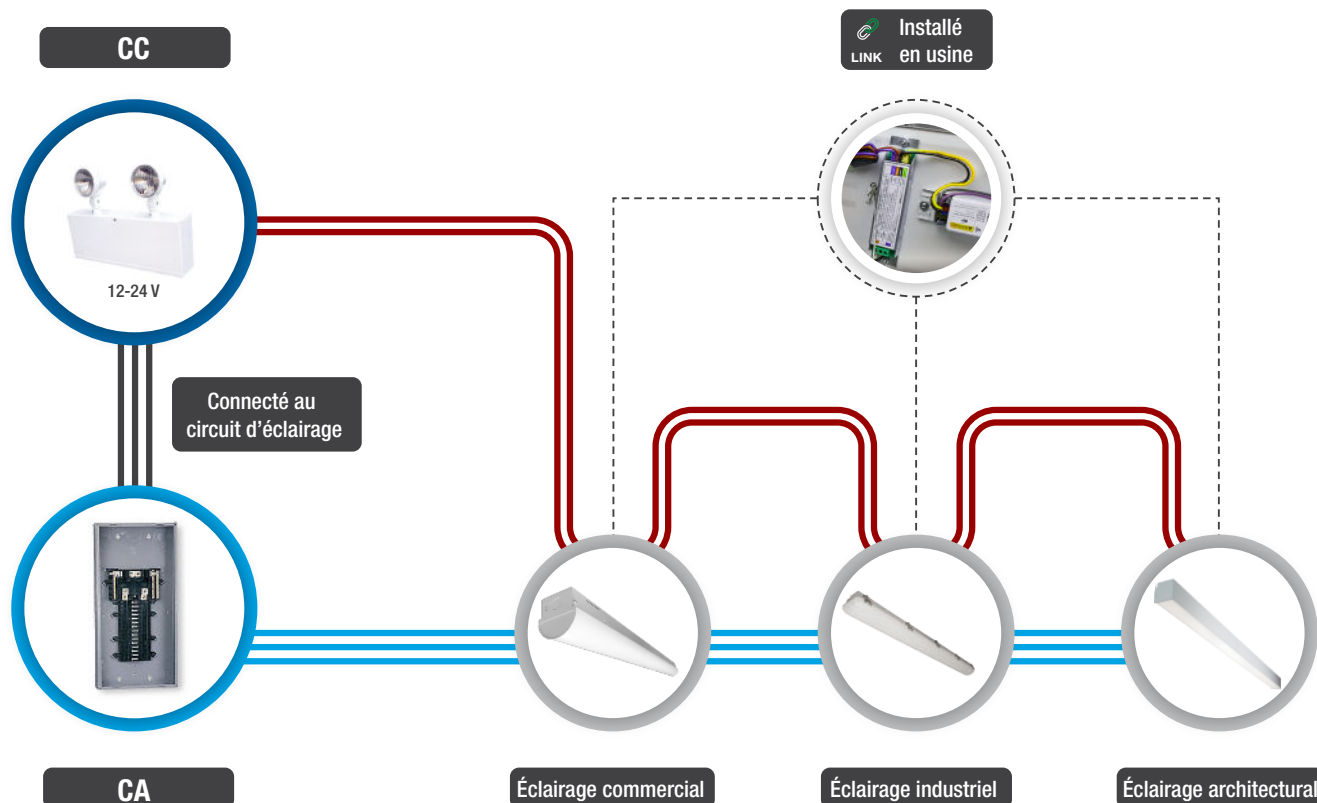 CC
Installé
LINK en usine
12-24 V
Connecté au
circuit d'éclairage
CA
Éclairage commercial
Éclairage industriel
Éclairage architectural